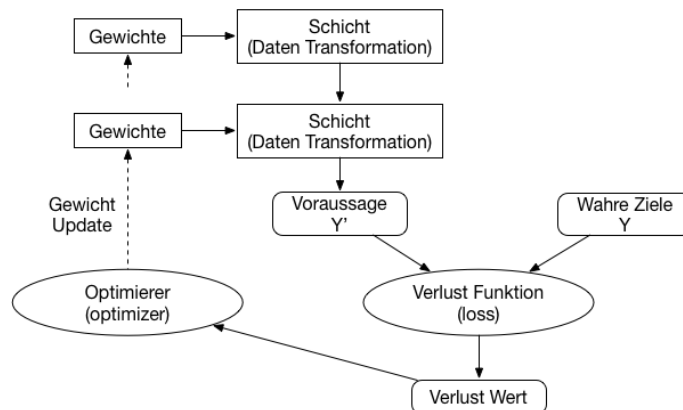 Gewichte
Schicht
(Daten Transformation)
Gewichte
Schicht
(Daten Transformation)
Gewicht
Update
Voraussage
Y'
Wahre Ziele
Y
Optimierer
(optimizer)
Verlust Funktion
(loss)
Verlust Wert